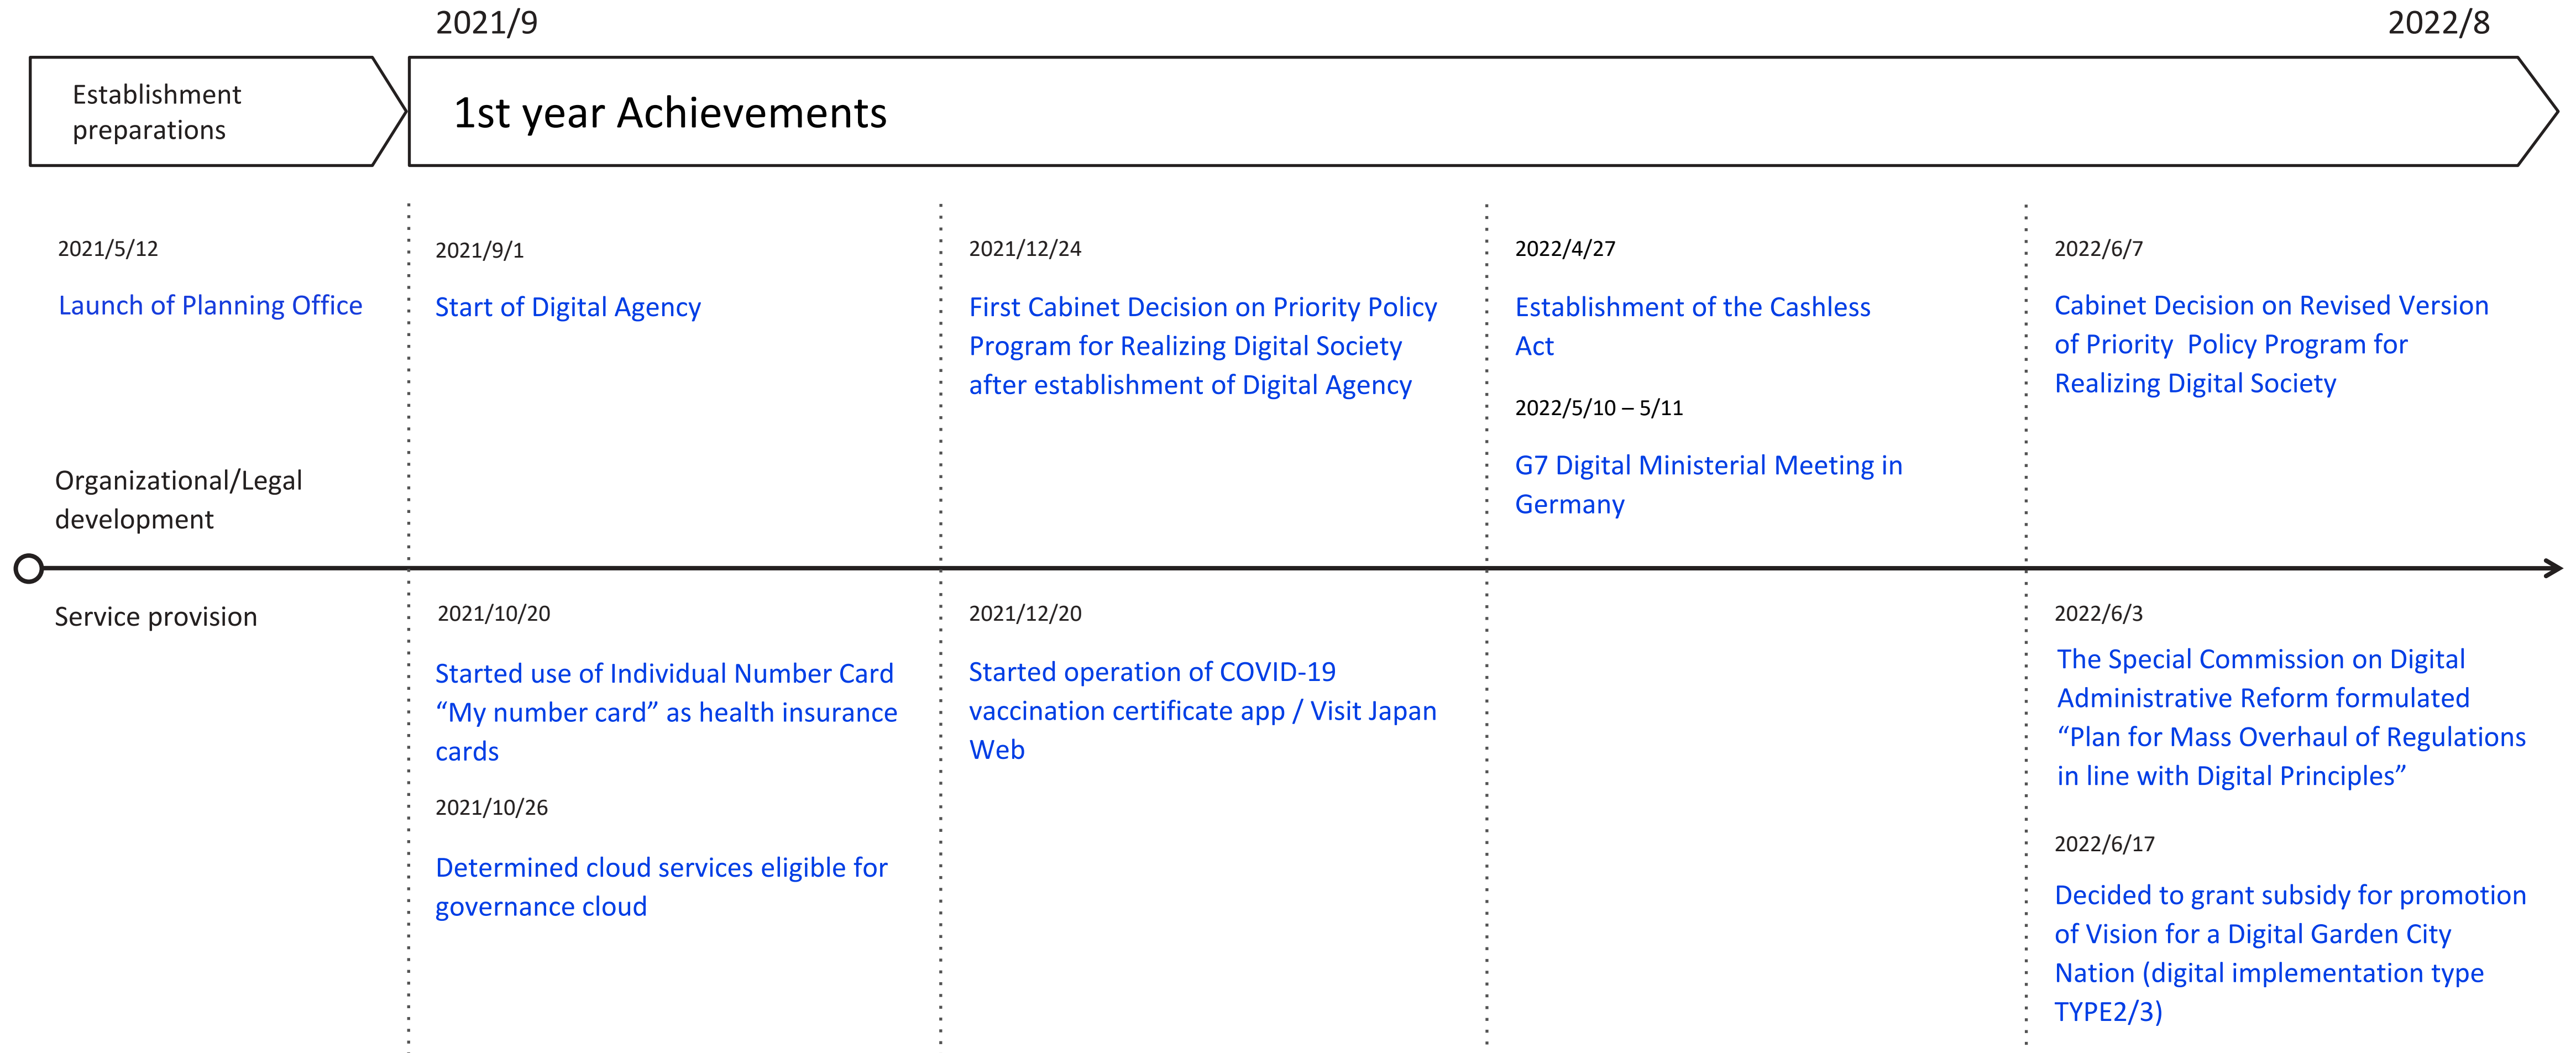 2021/9
2022/8
Establishment
preparations
1st year Achievements
2021/5/12
Launch of Planning Office
2021/9/1
Start of Digital Agency
2021/12/24
First Cabinet Decision on Priority Policy
Program for Realizing Digital Society
after establishment of Digital Agency
2022/4/27
Establishment of the Cashless
Act
2022/5/10 – 5/11
G7 Digital Ministerial Meeting in
Germany
2022/6/7
Cabinet Decision on Revised Version
of Priority  Policy Program for
Realizing Digital Society
Organizational/Legal
development
Service provision
2021/10/20
Started use of Individual Number Card
“My number card” as health insurance
cards
2021/10/26
Determined cloud services eligible for
governance cloud
2021/12/20
Started operation of COVID-19
vaccination certificate app / Visit Japan
Web
2022/6/3
The Special Commission on Digital
Administrative Reform formulated
“Plan for Mass Overhaul of Regulations
in line with Digital Principles”
2022/6/17
Decided to grant subsidy for promotion
of Vision for a Digital Garden City
Nation (digital implementation type
TYPE2/3)